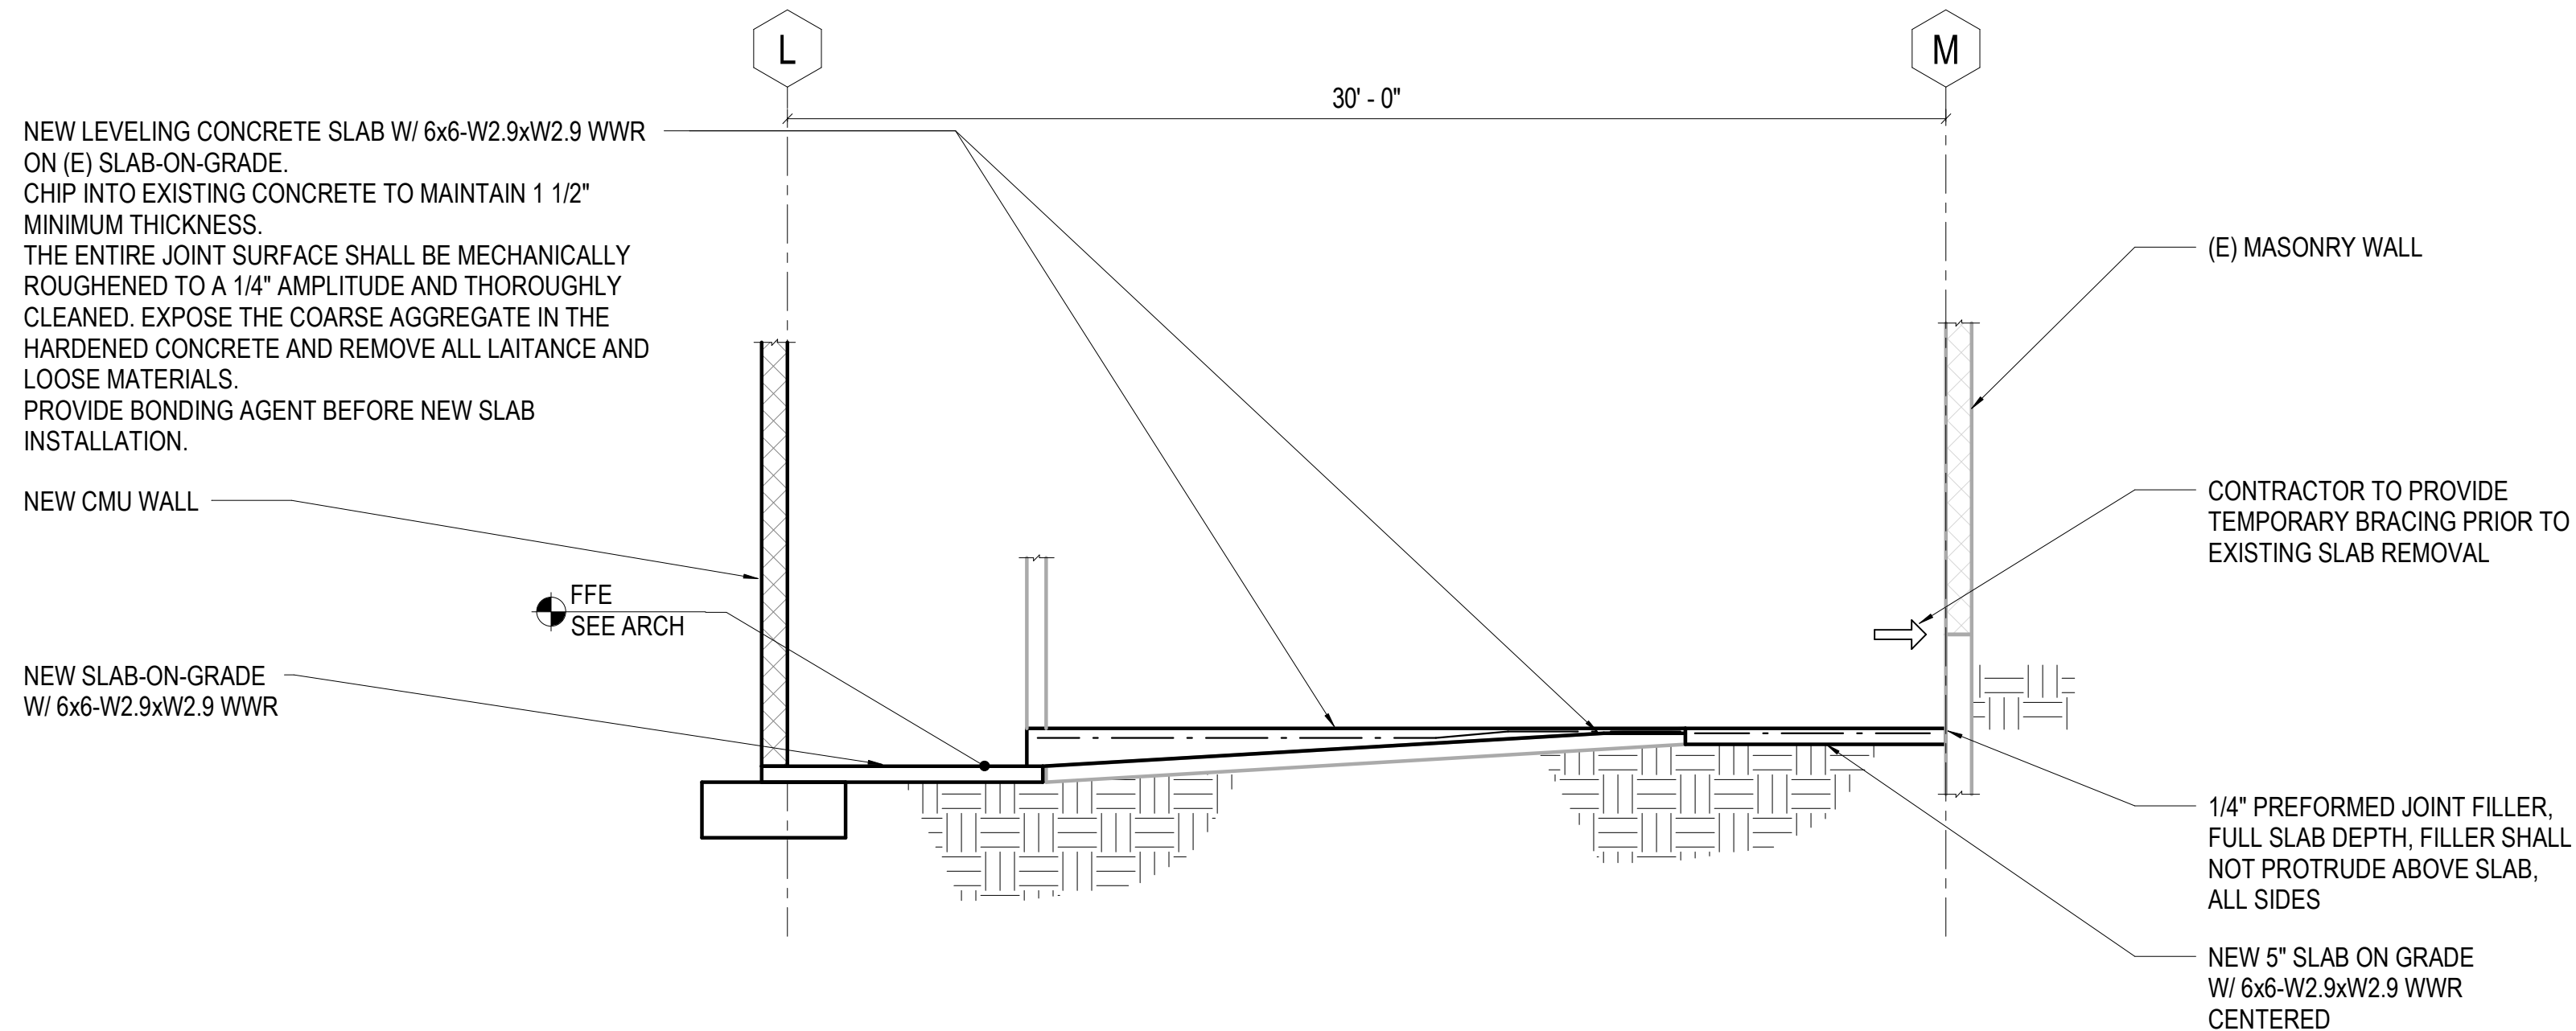 L
M
30' - 0"
NEW LEVELING CONCRETE SLAB W/ 6x6-W2.9xW2.9 WWR
ON (E) SLAB-ON-GRADE.
CHIP INTO EXISTING CONCRETE TO MAINTAIN 1 1/2"
MINIMUM THICKNESS.
THE ENTIRE JOINT SURFACE SHALL BE MECHANICALLY
ROUGHENED TO A 1/4" AMPLITUDE AND THOROUGHLY
CLEANED. EXPOSE THE COARSE AGGREGATE IN THE
HARDENED CONCRETE AND REMOVE ALL LAITANCE AND
LOOSE MATERIALS.
PROVIDE BONDING AGENT BEFORE NEW SLAB
INSTALLATION.
NEW CMU WALL
FFE
SEE ARCH
NEW SLAB-ON-GRADE
W/ 6x6-W2.9xW2.9 WWR
(E) MASONRY WALL
CONTRACTOR TO PROVIDE
TEMPORARY BRACING PRIOR TO
EXISTING SLAB REMOVAL
1/4" PREFORMED JOINT FILLER,
FULL SLAB DEPTH, FILLER SHALL
NOT PROTRUDE ABOVE SLAB,
ALL SIDES
NEW 5" SLAB ON GRADE
W/ 6x6-W2.9xW2.9 WWR
CENTERED